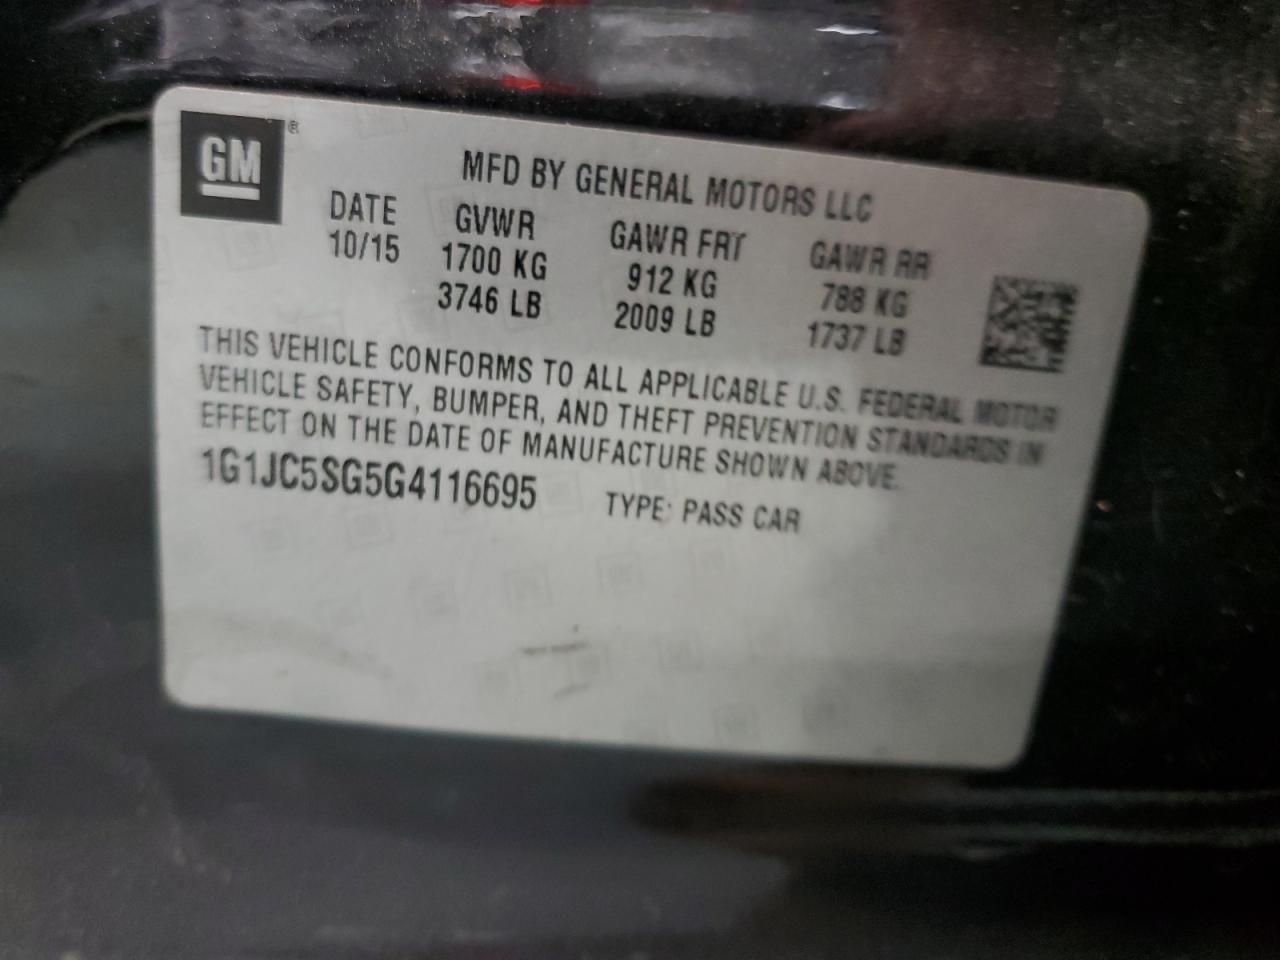 GM ®
MFD BY GENERAL MOTORS LLC
DATE GVWR GAWR FRT GAWR RR
10/15 1700 KG 912 KG 788 KG
3746 LB 2009 LB 1737 LB
THIS VEHICLE CONFORMS TO ALL APPLICABLE U.S. FEDERAL MOTOR
VEHICLE SAFETY, BUMPER, AND THEFT PREVENTION STANDARDS IN
EFFECT ON THE DATE OF MANUFACTURE SHOWN ABOVE.
1G1JC5SG5G4116695 TYPE: PASS CAR